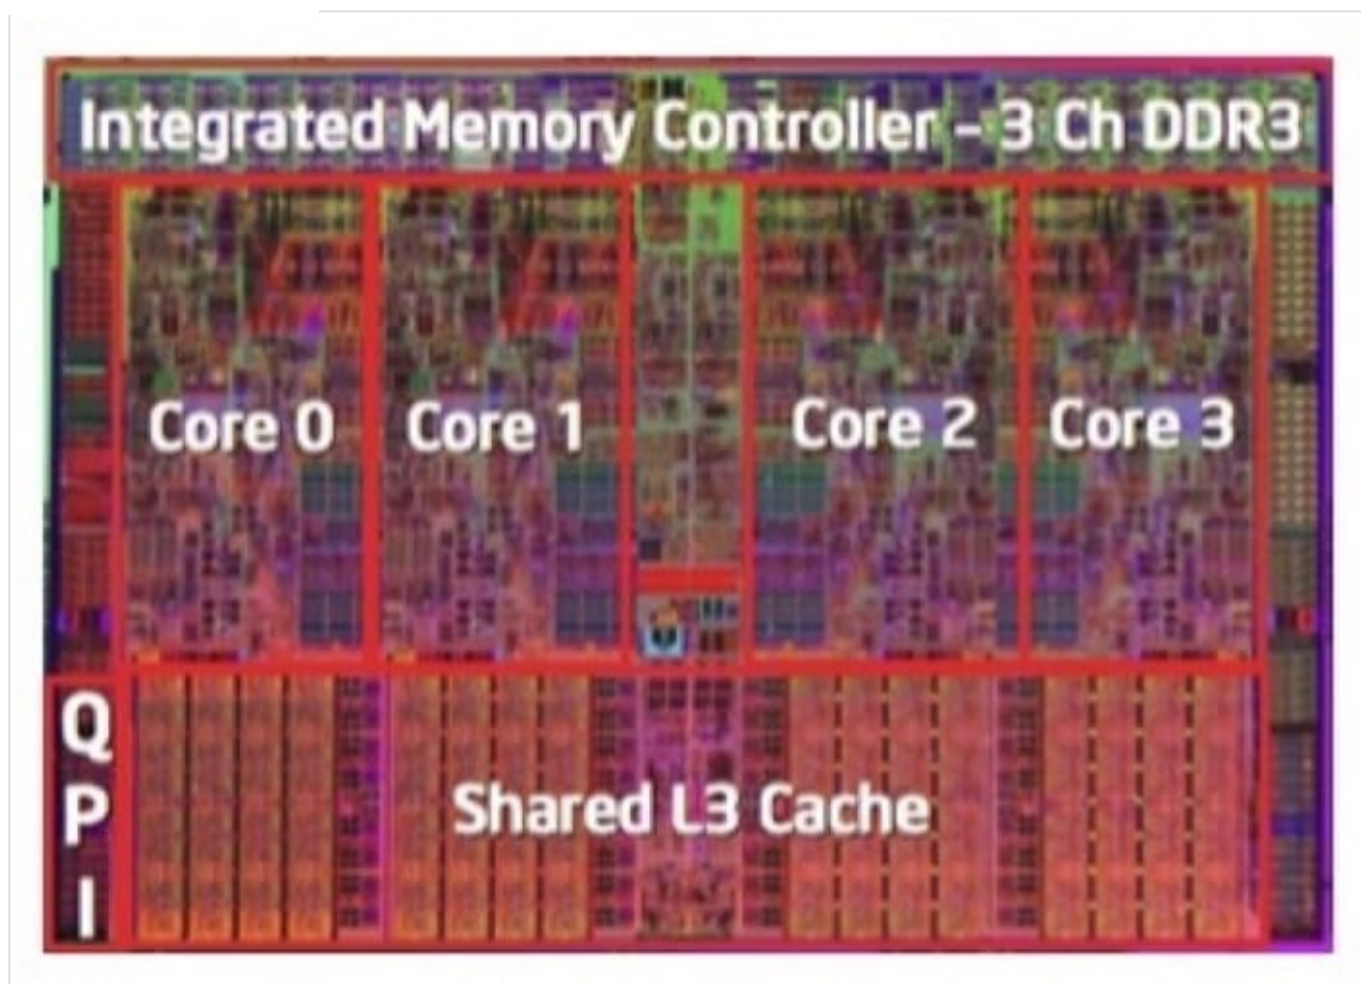 Integrated Memory Controller - 3 Ch DDR3
Core 0
Core 1
Core 2
Core 3
Q
P
I
Shared L3 Cache